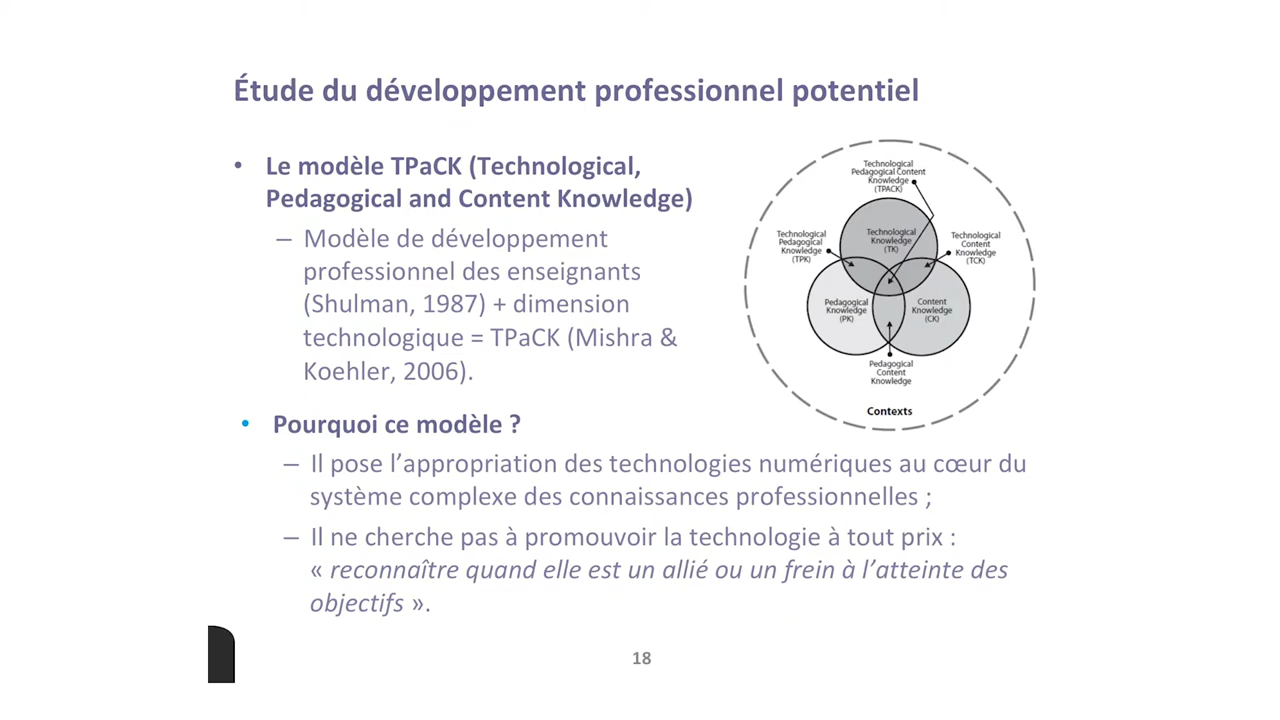 Étude du développement professionnel potentiel
• Le modèle TPaCK (Technological,
Pedagogical and Content Knowledge)
– Modèle de développement
professionnel des enseignants
(Shulman, 1987) + dimension
technologique = TPaCK (Mishra &
Koehler, 2006).
Technological
Pedagogical Content
Knowledge
(TPACK)
Technological
Pedagogical
Knowledge
(TPK)
Technological
Knowledge
(TK)
Technological
Content
Knowledge
(TCK)
Pedagogical
Knowledge
(PK)
Content
Knowledge
(CK)
Pedagogical
Content
Knowledge
Contexts
• Pourquoi ce modèle ?
– Il pose l’appropriation des technologies numériques au cœur du
système complexe des connaissances professionnelles ;
– Il ne cherche pas à promouvoir la technologie à tout prix :
« reconnaître quand elle est un allié ou un frein à l’atteinte des
objectifs ».
18